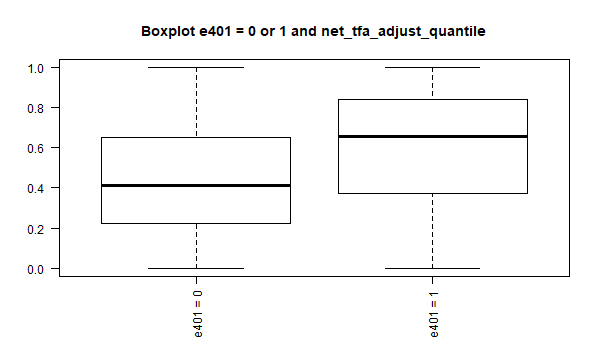 Boxplot e401 = 0 or 1 and net_tfa_adjust_quantile
1.0
0.8
0.6
0.4
0.2
0.0
e401 = 0
e401 = 1